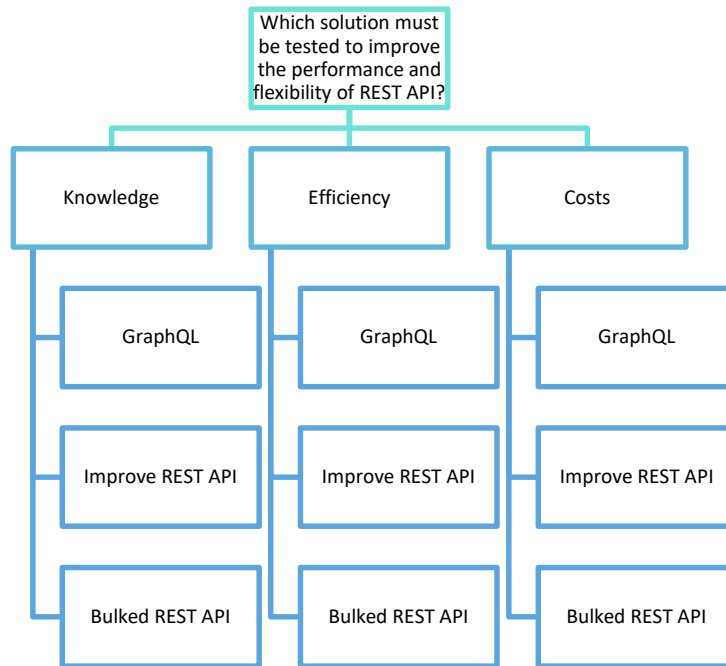 Which solution must
be tested to improve
the performance and
flexibility of REST API?
Knowledge
Efficiency
Costs
GraphQL
GraphQL
GraphQL
Improve REST API
Improve REST API
Improve REST API
Bulked REST API
Bulked REST API
Bulked REST API